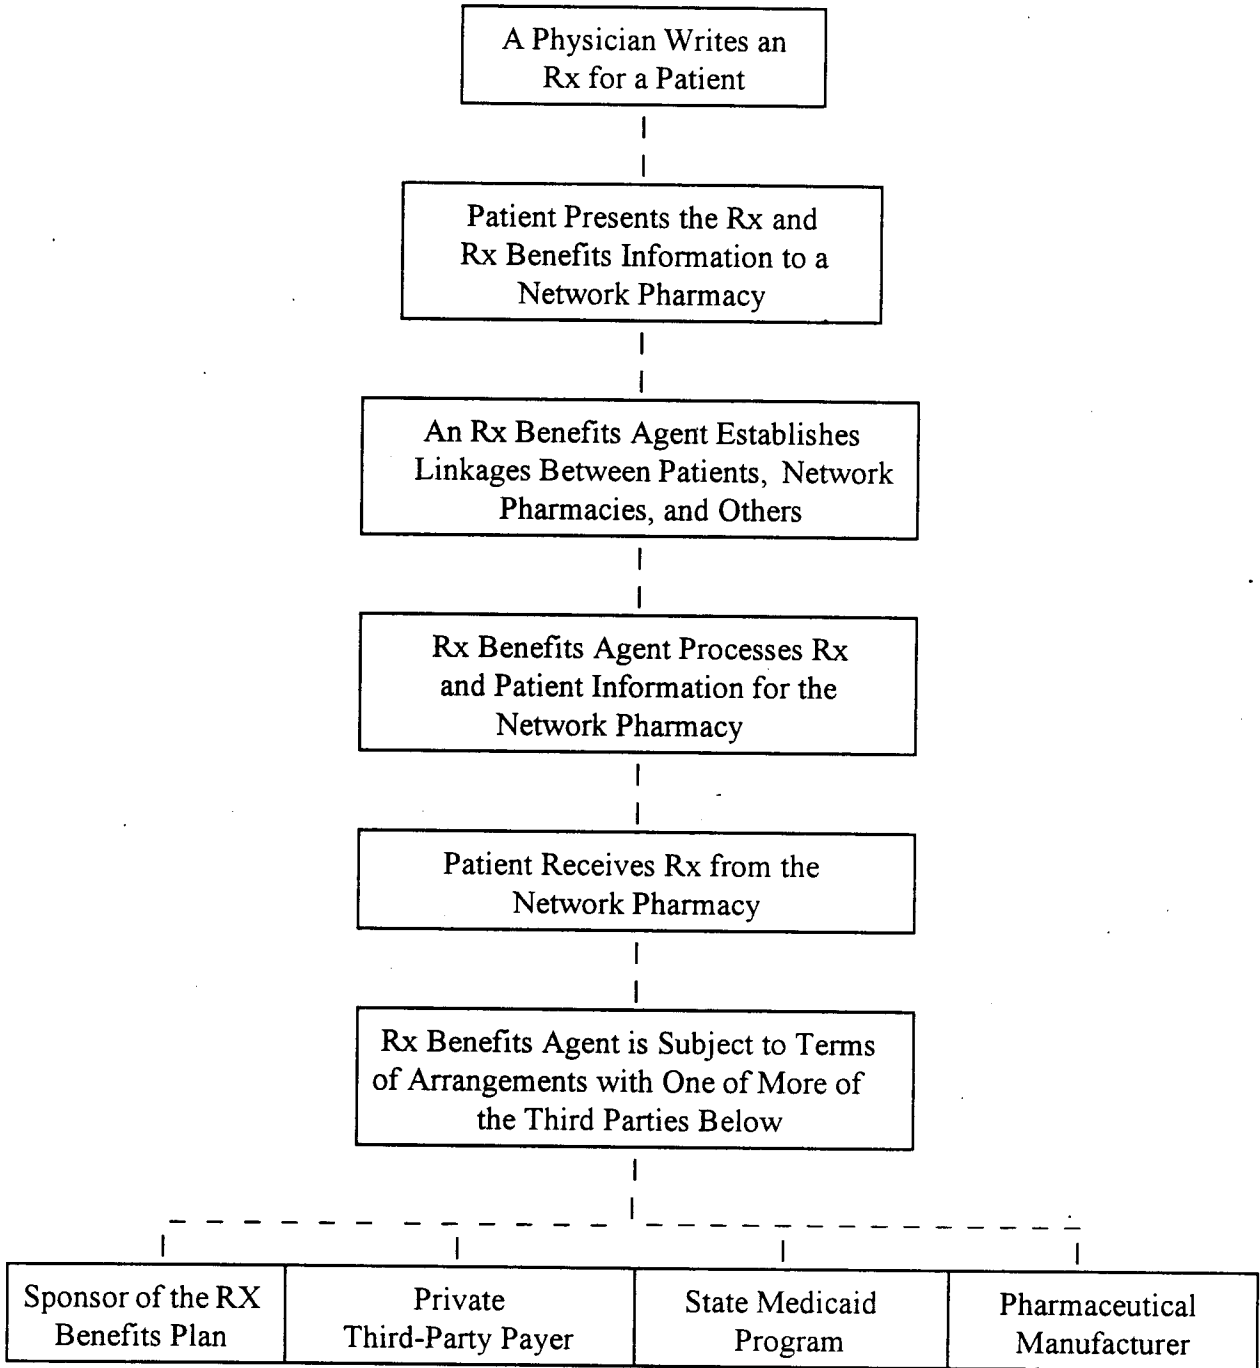 A Physician Writes an
Rx for a Patient
Patient Presents the Rx and
Rx Benefits Information to a
Network Pharmacy
An Rx Benefits Agent Establishes
Linkages Between Patients, Network
Pharmacies, and Others
Rx Benefits Agent Processes Rx
and Patient Information for the
Network Pharmacy
Patient Receives Rx from the
Network Pharmacy
Rx Benefits Agent is Subject to Terms
of Arrangements with One of More of
the Third Parties Below
Sponsor of the RX
Benefits Plan
Private
Third-Party Payer
State Medicaid
Program
Pharmaceutical
Manufacturer